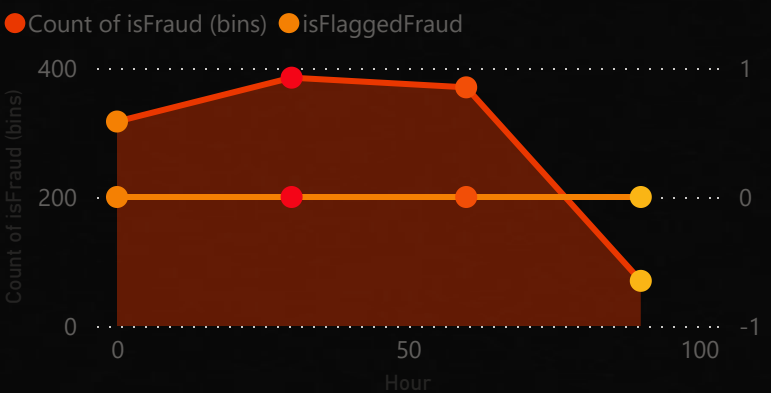 Count of isFraud (bins) isFlaggedFraud
400
1
Count of isFraud (bins)
200
0
0
-1
0 50 100
Hour